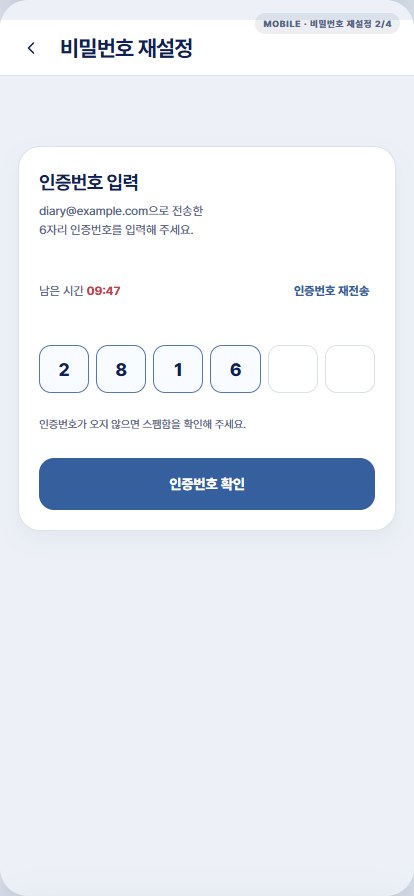 MOBILE · 비밀번호 재설정 2/4
비밀번호 재설정
인증번호 입력
diary@example.com으로 전송한
6자리 인증번호를 입력해 주세요.
남은 시간 09:47
인증번호 재전송
2 8 1 6
인증번호가 오지 않으면 스팸함을 확인해 주세요.
인증번호 확인